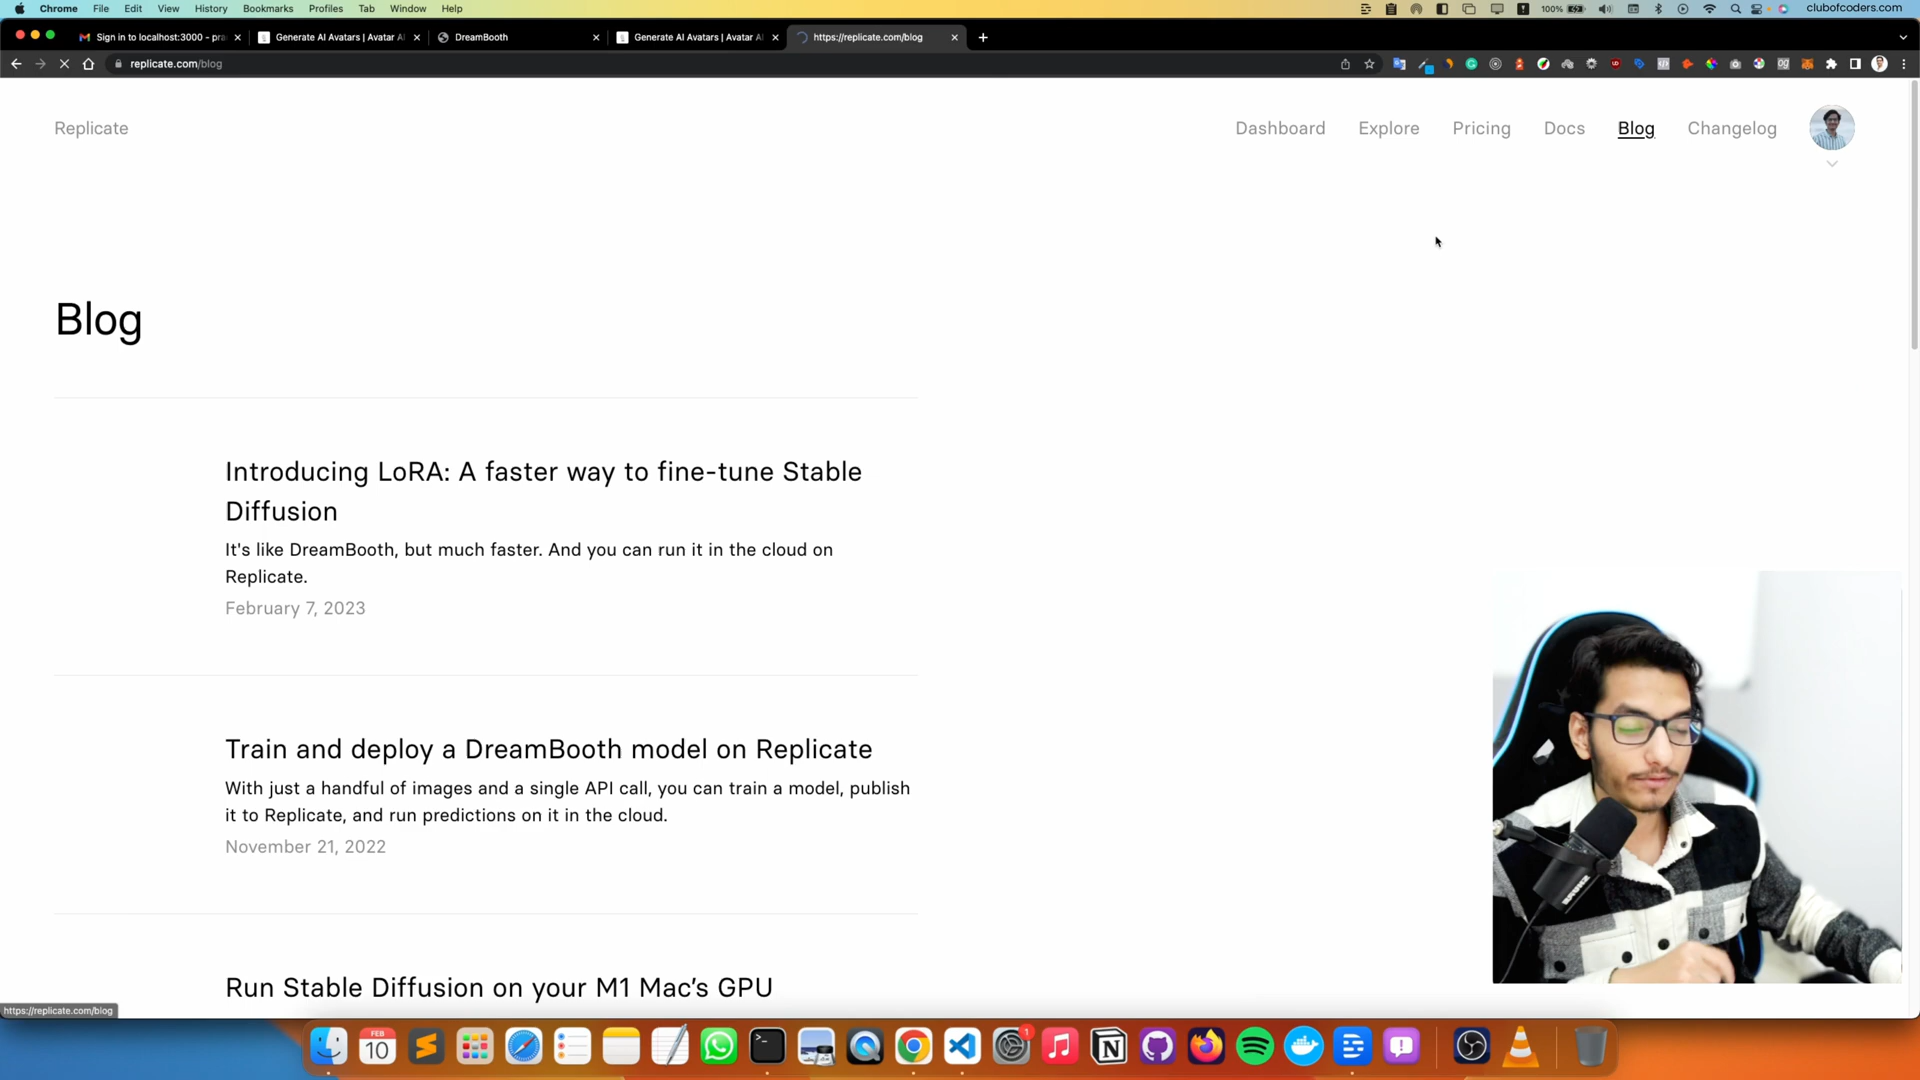 Chrome File Edit View History Bookmarks Profiles Tab Window Help
100%
clubofcoders.com
Sign in to localhost:3000 - pra
Generate AI Avatars | Avatar AI
DreamBooth
Generate AI Avatars | Avatar AI
https://replicate.com/blog
replicate.com/blog
Replicate
Dashboard Explore Pricing Docs Blog Changelog
Blog
Introducing LoRA: A faster way to fine-tune Stable
Diffusion
It's like DreamBooth, but much faster. And you can run it in the cloud on
Replicate.
February 7, 2023
Train and deploy a DreamBooth model on Replicate
With just a handful of images and a single API call, you can train a model, publish
it to Replicate, and run predictions on it in the cloud.
November 21, 2022
Run Stable Diffusion on your M1 Mac’s GPU
https://replicate.com/blog
FEB
10
1